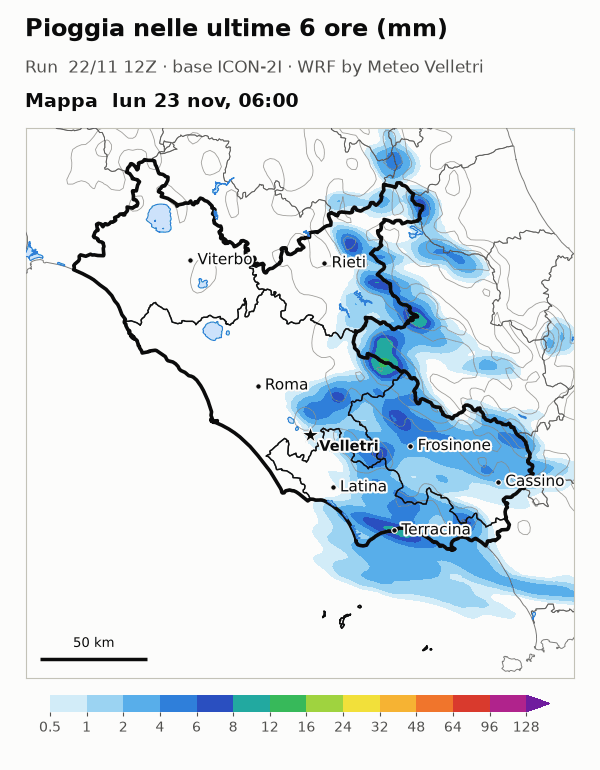 Pioggia nelle ultime 6 ore (mm)
Run  22/11 12Z · base ICON-2I · WRF by Meteo Velletri
Mappa  lun 23 nov, 06:00
Viterbo
Rieti
Roma
Velletri
Frosinone
Cassino
Latina
Terracina
50 km
0.5 1 2 4 6 8 12 16 24 32 48 64 96 128